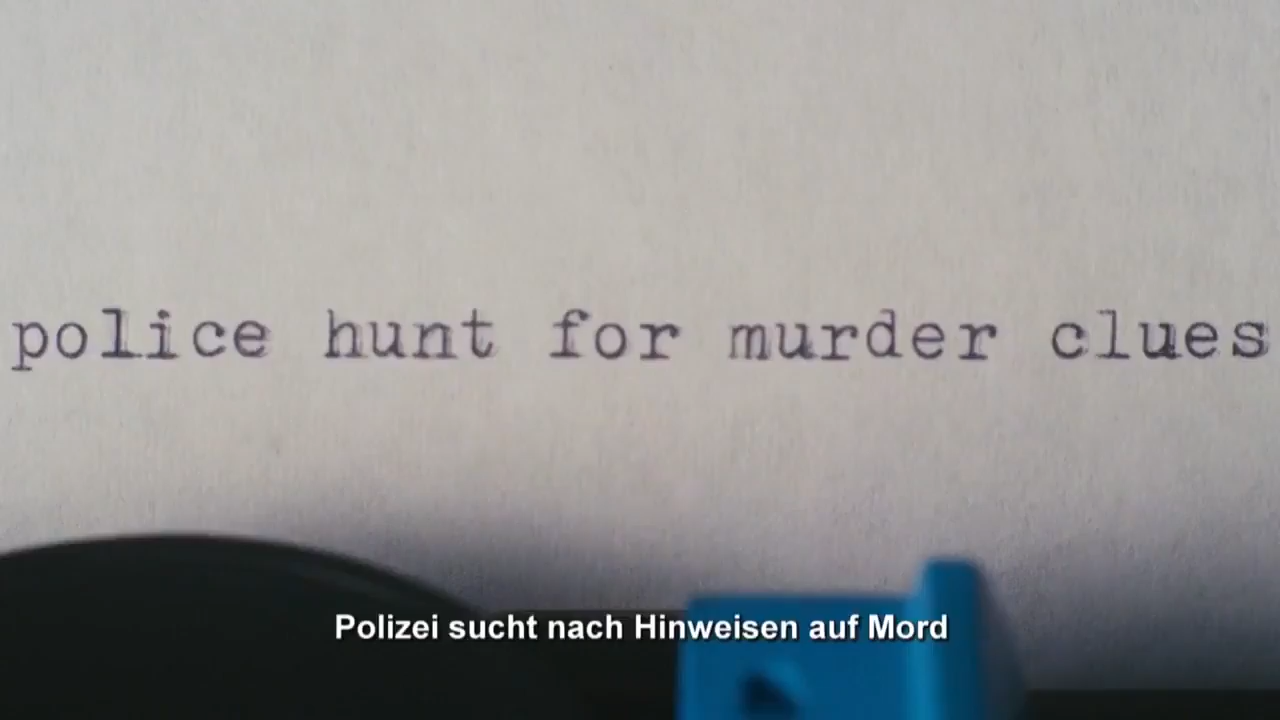 police hunt for murder clues
Polizei sucht nach Hinweisen auf Mord